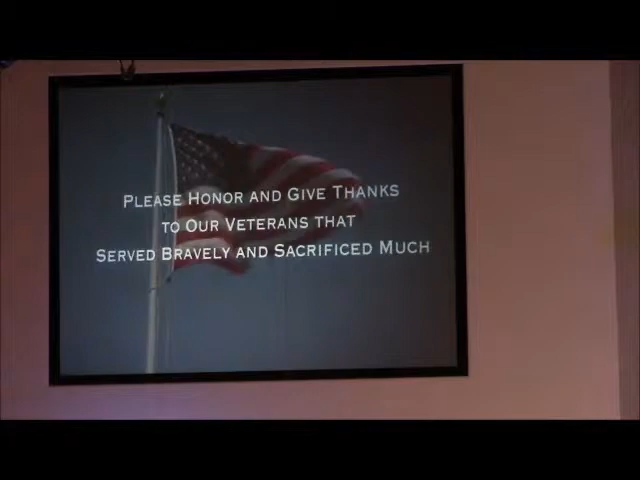 Please Honor and Give Thanks
to Our Veterans that
Served Bravely and Sacrificed Much